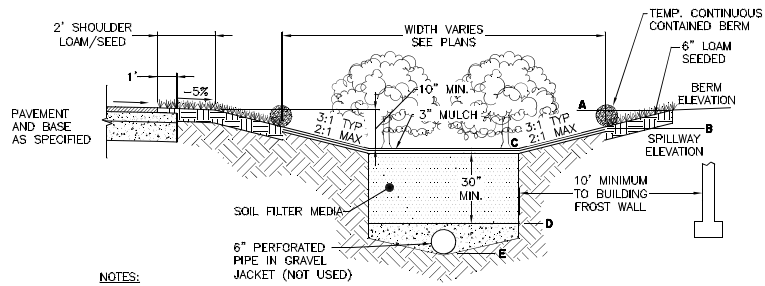 2' SHOULDER
LOAM/SEED
WIDTH VARIES
SEE PLANS
TEMP. CONTINUOUS
CONTAINED BERM
6" LOAM
SEEDED
1'
-5%
10" MIN.
A
BERM
ELEVATION
PAVEMENT
AND BASE
AS SPECIFIED
3:1 TYP
2:1 MAX
3" MULCH
3:1 TYP
2:1 MAX
C
B
SPILLWAY
ELEVATION
30"
MIN.
10' MINIMUM
TO BUILDING
FROST WALL
SOIL FILTER MEDIA
D
6" PERFORATED
PIPE IN GRAVEL
JACKET (NOT USED)
E
NOTES: